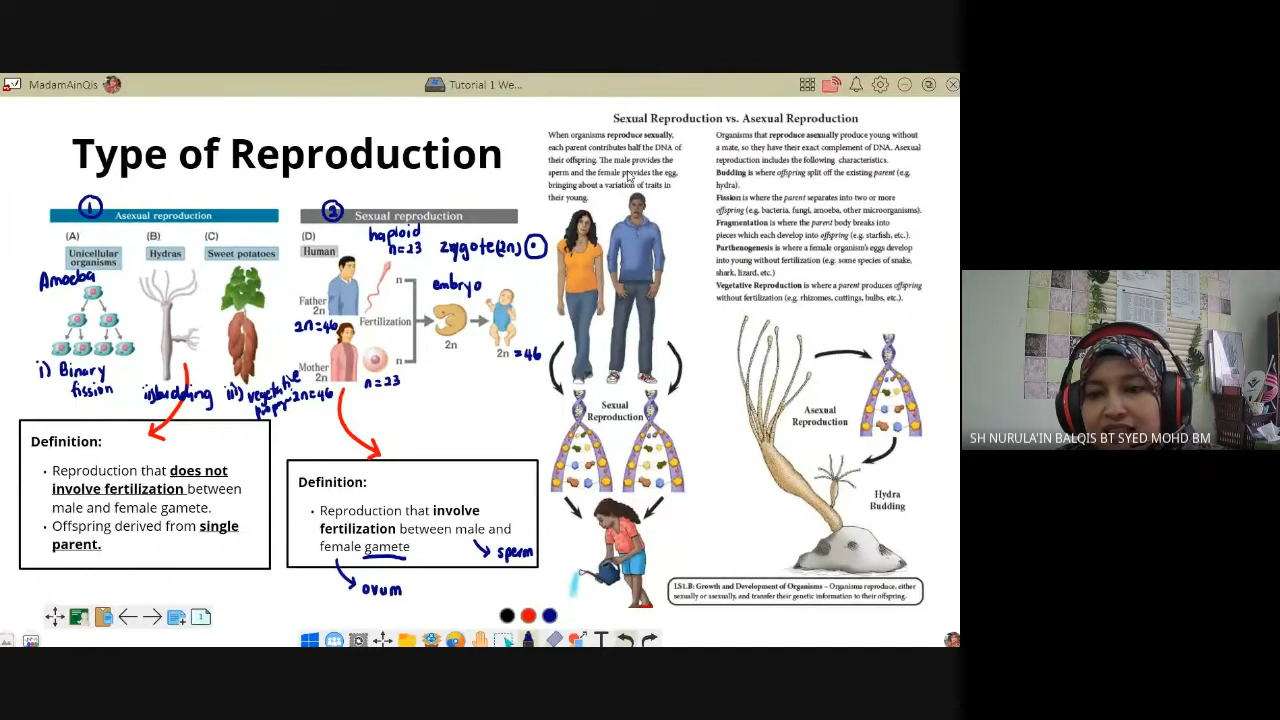 MadamAinQis
Tutorial 1 We...
Type of Reproduction
1
Asexual reproduction
(A)
(B)
(C)
Unicellular
organisms
Hydras
Sweet potatoes
Amoeba
i) Binary
fission
ii) budding
iii) vegetative
2
Sexual reproduction
(D)
Human
haploid
n=23
zygote(2n)
embryo
Father
2n
2n=46
n
Fertilization
2n
2n
=46
Mother
2n
n
n=23
2n=46
Definition:
• Reproduction that does not
involve fertilization between
male and female gamete.
• Offspring derived from single
parent.
Definition:
• Reproduction that involve
fertilization between male and
female gamete
sperm
ovum
Sexual Reproduction vs. Asexual Reproduction
When organisms reproduce sexually,
each parent contributes half the DNA of
their offspring. The male provides the
sperm and the female provides the egg,
bringing about a variation of traits in
their young.
Organisms that reproduce asexually produce young without
a mate, so they have their exact complement of DNA. Asexual
reproduction includes the following characteristics.
Budding is where offspring split off the existing parent (e.g.
hydra).
Fission is where the parent separates into two or more
offspring (e.g. bacteria, fungi, amoeba, other microorganisms).
Fragmentation is where the parent body breaks into
pieces which each develop into offspring (e.g. starfish, etc.).
Parthenogenesis is where a female organism's eggs develop
into young without fertilization (e.g. some species of snake,
shark, lizard, etc.)
Vegetative Reproduction is where a parent produces offspring
without fertilization (e.g. rhizomes, cuttings, bulbs, etc.).
Sexual
Reproduction
Asexual
Reproduction
Hydra
Budding
LS1.B: Growth and Development of Organisms – Organisms reproduce, either
sexually or asexually, and transfer their genetic information to their offspring.
1
T
SH NURULA'IN BALQIS BT SYED MOHD BM